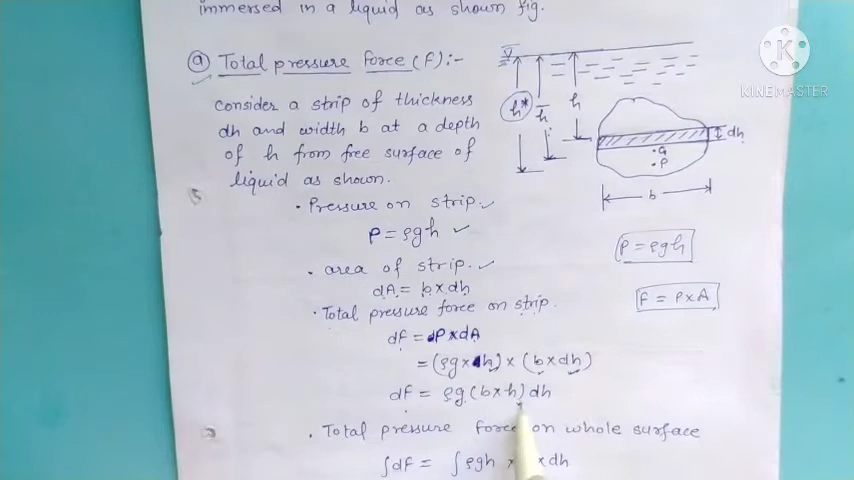 immersed in a liquid as shown fig.
ⓐ Total pressure force (F):-
Consider a strip of thickness
dh and width b at a depth
of h from free surface of
liquid as shown.
h*
h̅
h
dh
G
P
b
• Pressure on strip.
P = ρgh
P = ρgh
• area of strip.
dA = b×dh
F = P×A
• Total pressure force on strip.
dF = P×dA
= (ρg×h) × (b×dh)
dF = ρg(b×h)dh
• Total pressure force on whole surface
∫dF = ∫ρgh × ×dh
KINEMASTER